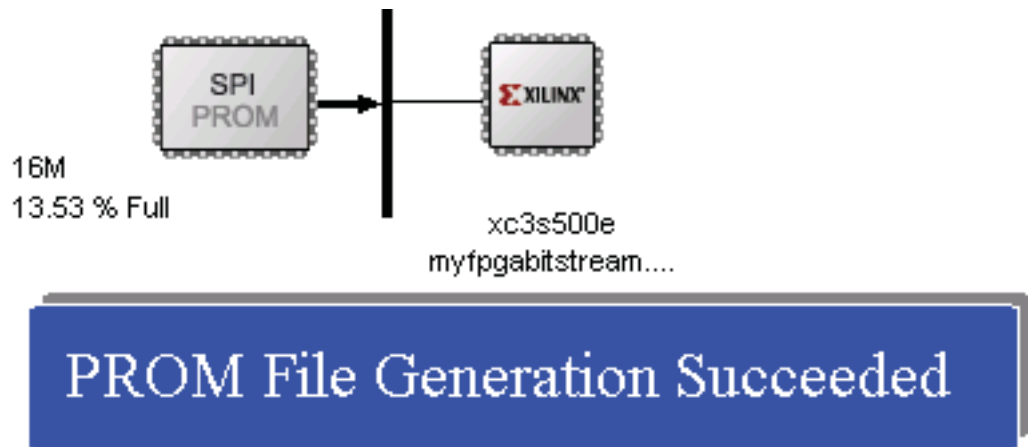 SPI
PROM
XILINX®
16M
13.53 % Full
xc3s500e
myfpgabitstream....
PROM File Generation Succeeded